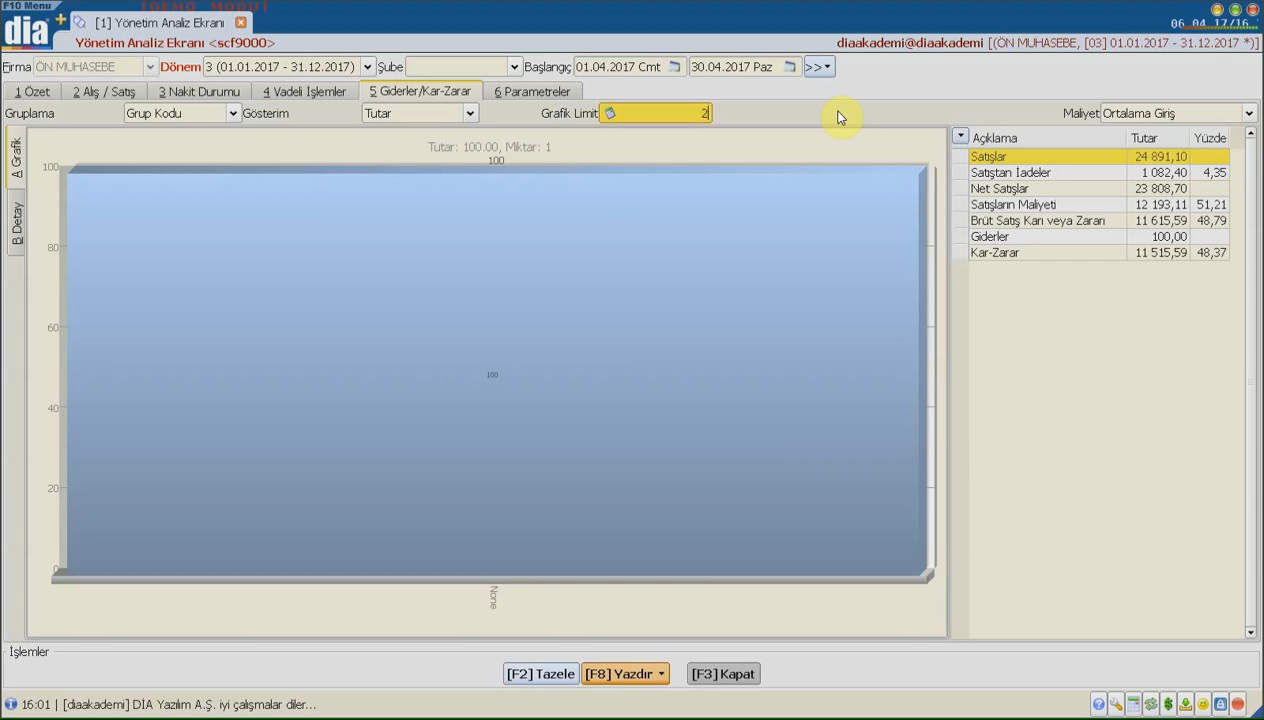 F10 Menu
[DEMO MODU]
dia
[1] Yönetim Analiz Ekranı
06 04 17/16
Yönetim Analiz Ekranı <scf9000>
diaakademi@diaakademi [(ÖN MUHASEBE, [03] 01.01.2017 - 31.12.2017 *)]
Firma ÖN MUHASEBE Dönem 3 (01.01.2017 - 31.12.2017) Şube Başlangıç 01.04.2017 Cmt 30.04.2017 Paz >>
1 Özet 2 Alış / Satış 3 Nakit Durumu 4 Vadeli İşlemler 5 Giderler/Kar-Zarar 6 Parametreler
Gruplama Grup Kodu Gösterim Tutar Grafik Limit 2 Maliyet Ortalama Giriş
A Grafik
B Detay
Tutar: 100.00, Miktar: 1
100
100
80
60
40
20
0
100
None
Açıklama Tutar Yüzde
Satışlar 24 891,10
Satıştan İadeler 1 082,40 4,35
Net Satışlar 23 808,70
Satışların Maliyeti 12 193,11 51,21
Brüt Satış Karı veya Zararı 11 615,59 48,79
Giderler 100,00
Kar-Zarar 11 515,59 48,37
İşlemler
[F2] Tazele [F8] Yazdır [F3] Kapat
16:01 | [diaakademi] DİA Yazılım A.Ş. iyi çalışmalar diler...